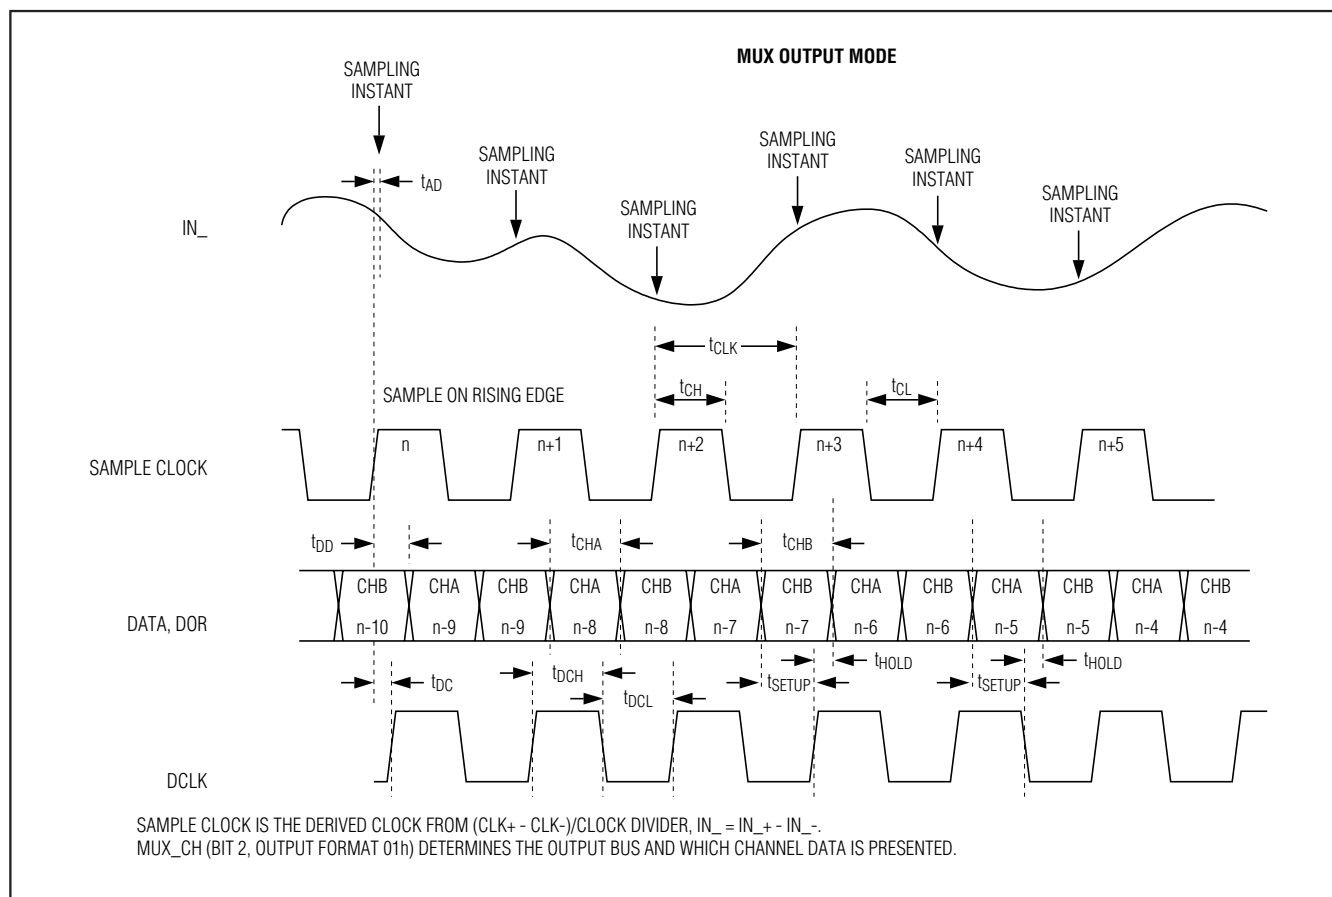 MUX OUTPUT MODE
SAMPLING
INSTANT
SAMPLING
INSTANT
SAMPLING
INSTANT
SAMPLING
INSTANT
SAMPLING
INSTANT
SAMPLING
INSTANT
tAD
IN_
tCLK
tCH
tCL
SAMPLE ON RISING EDGE
n n+1 n+2 n+3 n+4 n+5
SAMPLE CLOCK
tDD tCHA tCHB
CHB CHA CHB CHA CHB CHA CHB CHA CHB CHA CHB CHA CHB
DATA, DOR
n-10 n-9 n-9 n-8 n-8 n-7 n-7 n-6 n-6 n-5 n-5 n-4 n-4
tHOLD tHOLD
tDC tDCH tDCL tSETUP tSETUP
DCLK
SAMPLE CLOCK IS THE DERIVED CLOCK FROM (CLK+ - CLK-)/CLOCK DIVIDER, IN_ = IN_+ - IN_-.
MUX_CH (BIT 2, OUTPUT FORMAT 01h) DETERMINES THE OUTPUT BUS AND WHICH CHANNEL DATA IS PRESENTED.